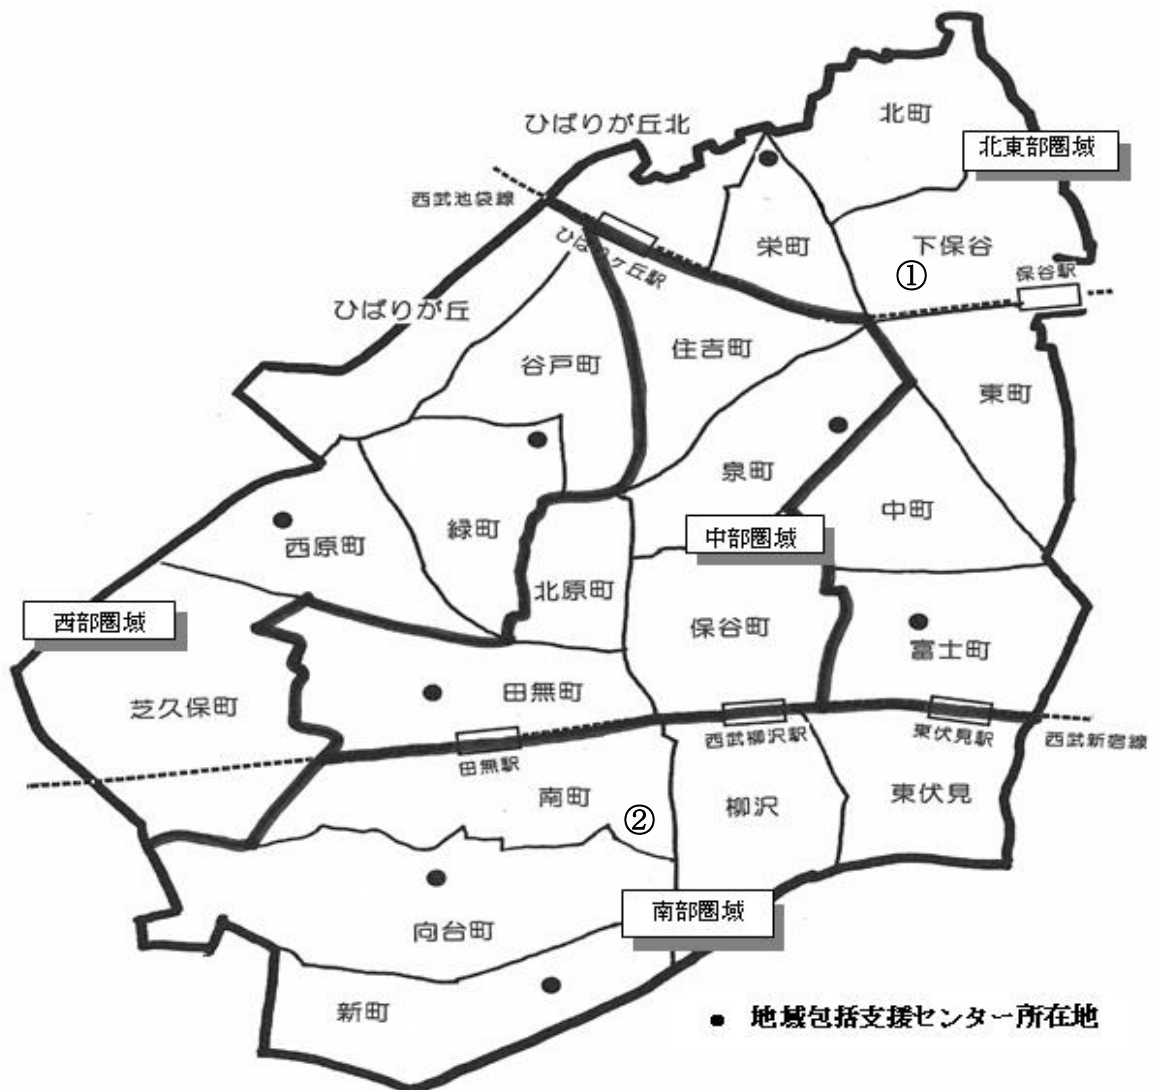 北町
ひばりが丘北
北東部圏域
西武池袋線
栄町
下保谷
ひばりヶ丘駅
①
保谷駅
ひばりが丘
住吉町
谷戸町
東町
泉町
中町
緑町
西原町
中部圏域
北原町
西部圏域
保谷町
富士町
田無町
芝久保町
西武柳沢駅
東伏見駅
西武新宿線
田無駅
南町
柳沢
東伏見
②
南部圏域
向台町
新町
● 地域包括支援センター所在地